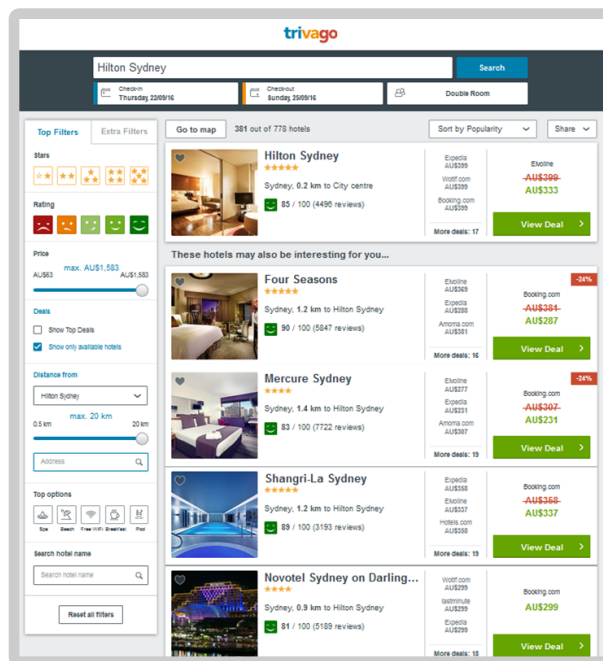 trivago
Hilton Sydney
Search
Check-in
Thursday, 22/09/16
Check-out
Sunday, 25/09/16
Double Room
Top Filters
Extra Filters
Stars
Rating
Price
max. AU$1,583
AU$63
AU$1,583
Deals
Show Top Deals
Show only available hotels
Distance from
Hilton Sydney
max. 20 km
0.5 km
20 km
Address
Top options
Spa
Beach
Free WiFi
Breakfast
Pool
Search hotel name
Search hotel name
Reset all filters
Go to map
381 out of 778 hotels
Sort by Popularity
Share
Hilton Sydney
Sydney, 0.2 km to City centre
85 / 100 (4496 reviews)
Expedia
AU$399
Wotif.com
AU$399
Booking.com
AU$399
More deals: 17
Elvoline
AU$399
AU$333
View Deal
These hotels may also be interesting for you...
Four Seasons
Sydney, 1.2 km to Hilton Sydney
90 / 100 (5847 reviews)
Elvoline
AU$369
Expedia
AU$288
Amoma.com
AU$381
More deals: 16
-24%
Booking.com
AU$381
AU$287
View Deal
Mercure Sydney
Sydney, 1.4 km to Hilton Sydney
83 / 100 (7722 reviews)
Elvoline
AU$277
Expedia
AU$231
Amoma.com
AU$307
More deals: 19
-24%
Booking.com
AU$307
AU$231
View Deal
Shangri-La Sydney
Sydney, 1.2 km to Hilton Sydney
89 / 100 (3193 reviews)
Expedia
AU$358
Elvoline
AU$337
Hotels.com
AU$358
More deals: 19
Booking.com
AU$358
AU$337
View Deal
Novotel Sydney on Darling...
Sydney, 0.9 km to Hilton Sydney
81 / 100 (5189 reviews)
Wotif.com
AU$299
lastminute
AU$299
Expedia
AU$299
More deals: 18
Booking.com
AU$299
View Deal